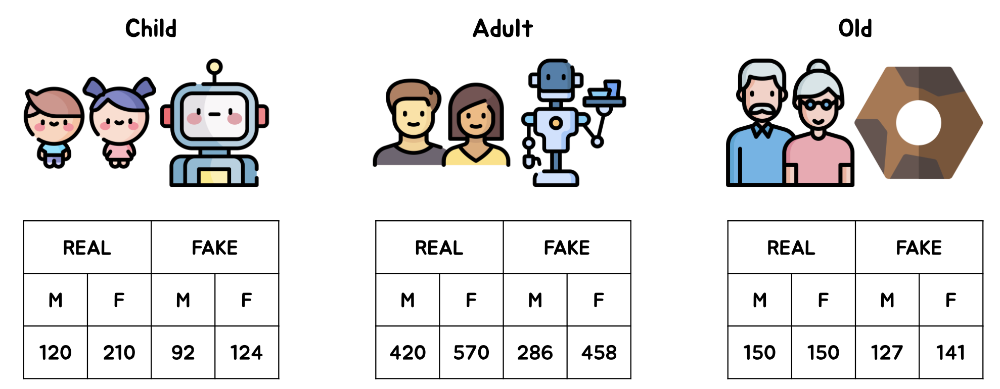 Child
Adult
Old
REAL FAKE
M F M F
120 210 92 124
REAL FAKE
M F M F
420 570 286 458
REAL FAKE
M F M F
150 150 127 141